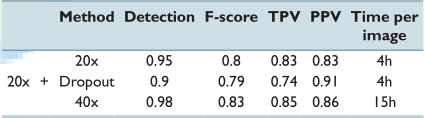 Method Detection F-score TPV PPV Time per image
20x 0.95 0.8 0.83 0.83 4h
20x + Dropout 0.9 0.79 0.74 0.91 4h
40x 0.98 0.83 0.85 0.86 15h